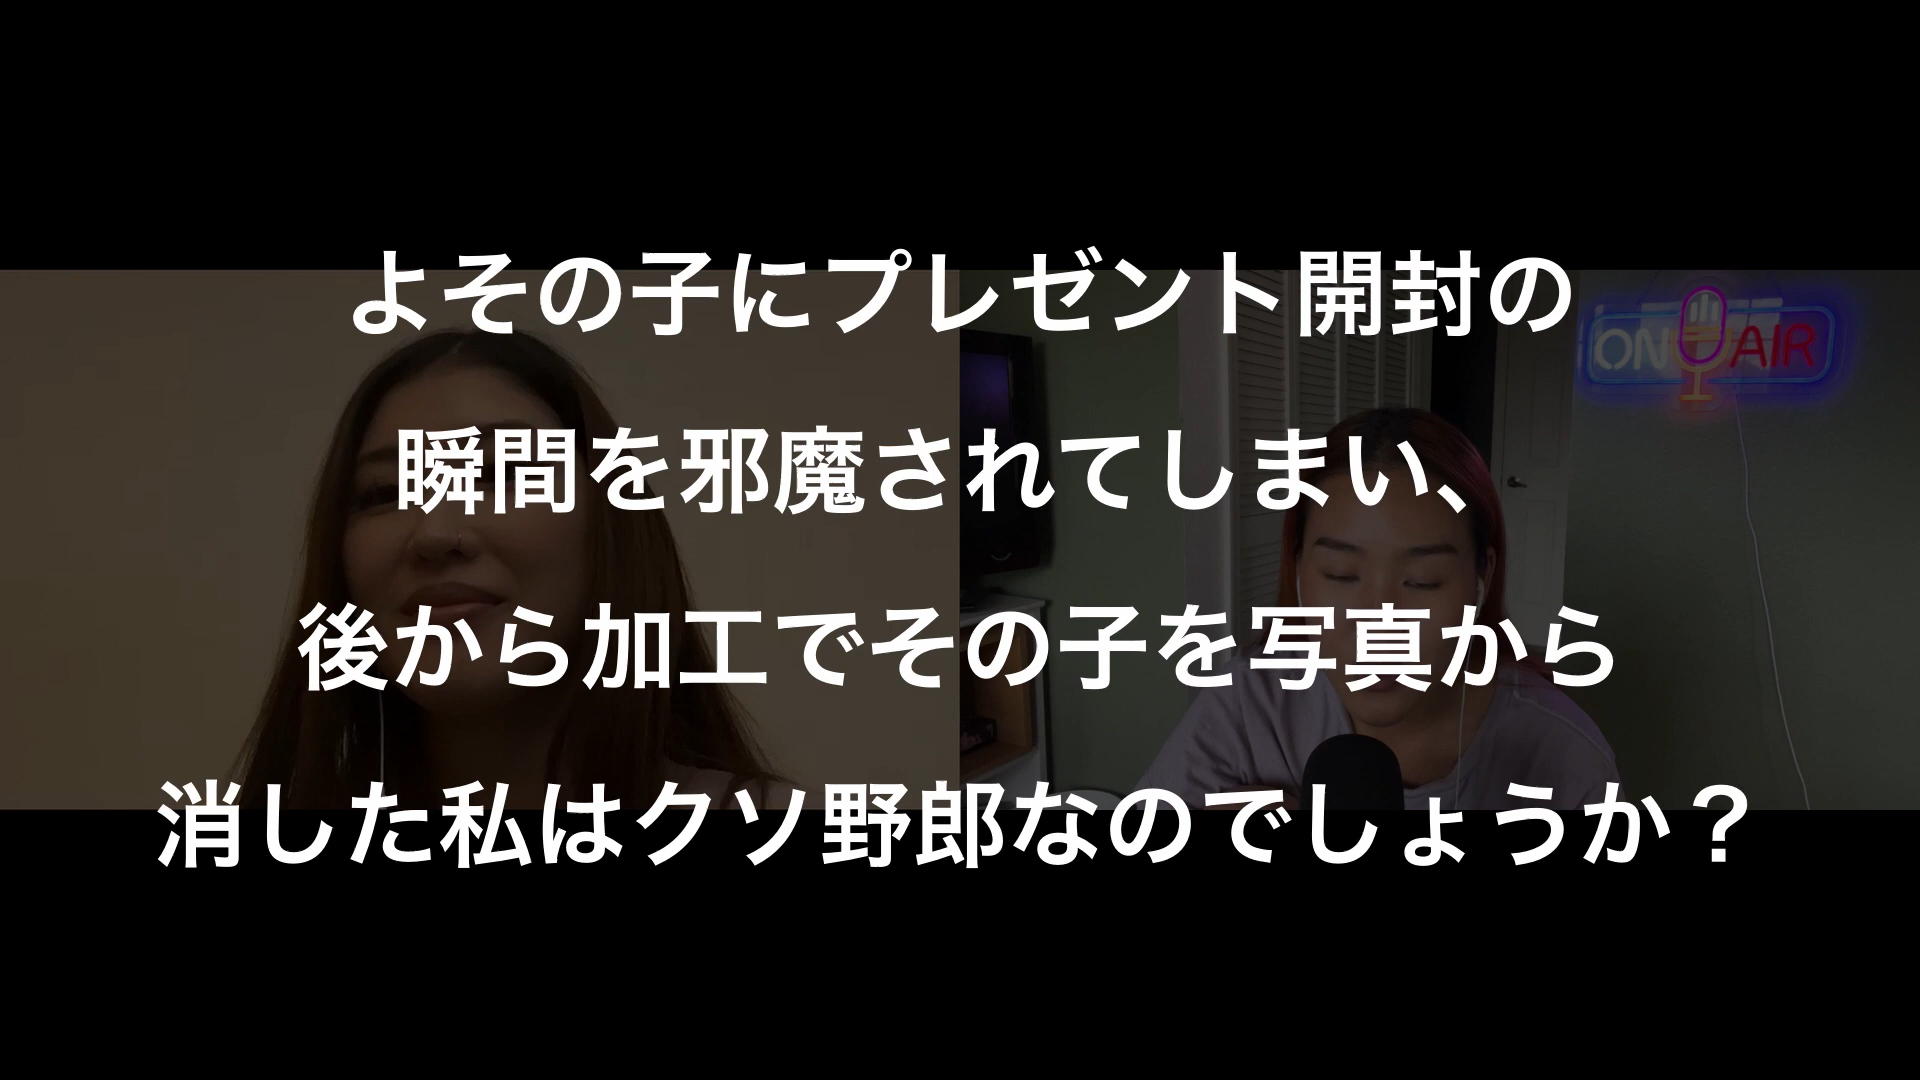 よその子にプレゼント開封の
瞬間を邪魔されてしまい、
後から加工でその子を写真から
消した私はクソ野郎なのでしょうか？
ON AIR